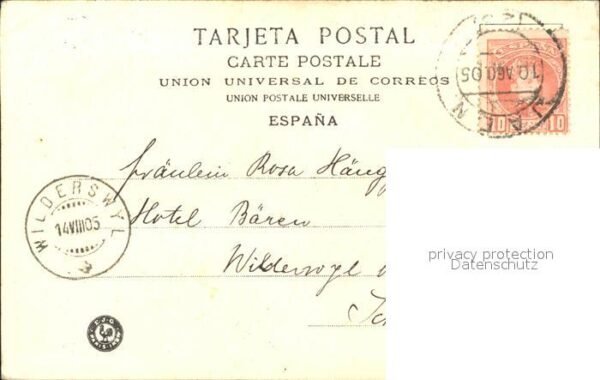 TARJETA POSTAL
CARTE POSTALE
UNION UNIVERSAL DE CORREOS
UNION POSTALE UNIVERSELLE
ESPAÑA
JAEN
10 AGO 05
10 10
Fräulein Rosa
Hotel Bären
Wilderswyl
WILDERSWYL
14 VIII 05
privacy protection
Datenschutz